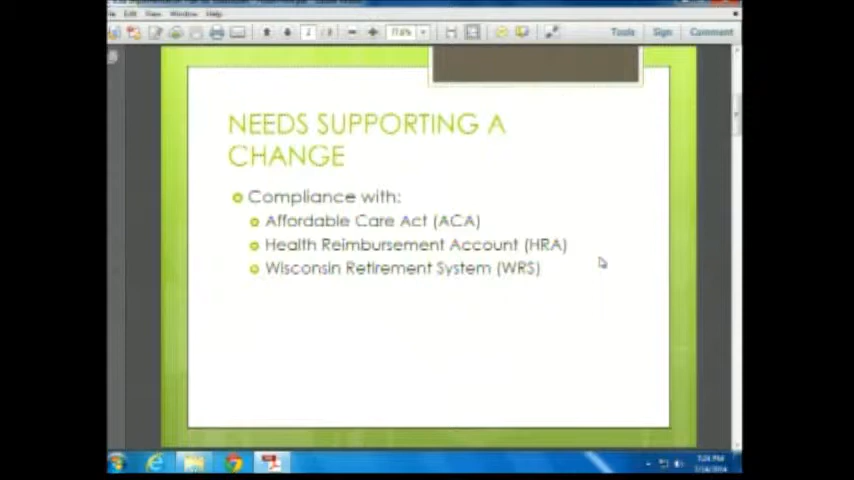 Edit View Window Help
Tools Sign Comment
NEEDS SUPPORTING A
CHANGE
Compliance with:
Affordable Care Act (ACA)
Health Reimbursement Account (HRA)
Wisconsin Retirement System (WRS)